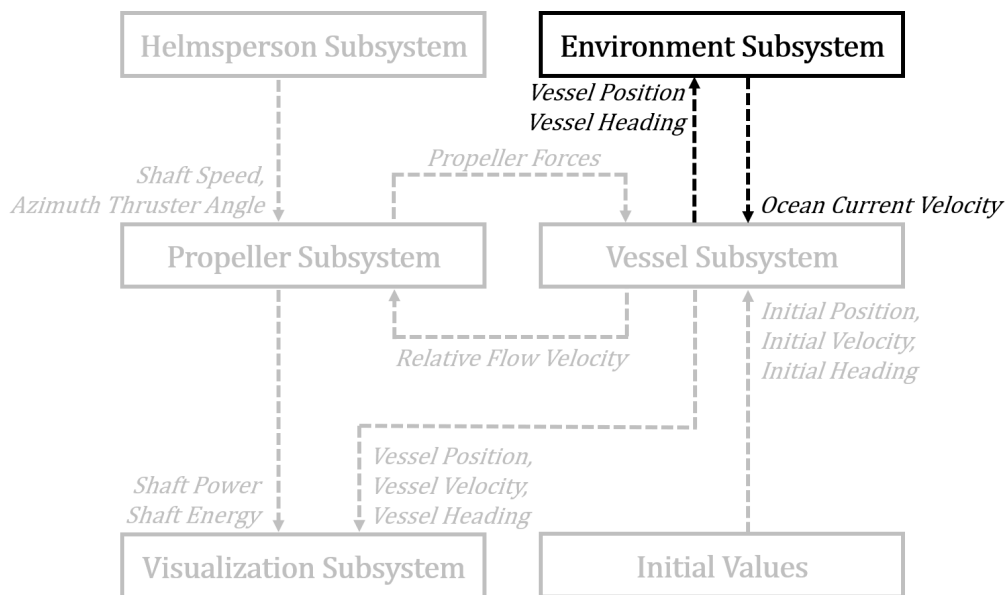 Helmsperson Subsystem
Environment Subsystem
Vessel Position
Vessel Heading
Propeller Forces
Shaft Speed,
Azimuth Thruster Angle
Ocean Current Velocity
Propeller Subsystem
Vessel Subsystem
Relative Flow Velocity
Initial Position,
Initial Velocity,
Initial Heading
Vessel Position,
Vessel Velocity,
Vessel Heading
Shaft Power
Shaft Energy
Visualization Subsystem
Initial Values